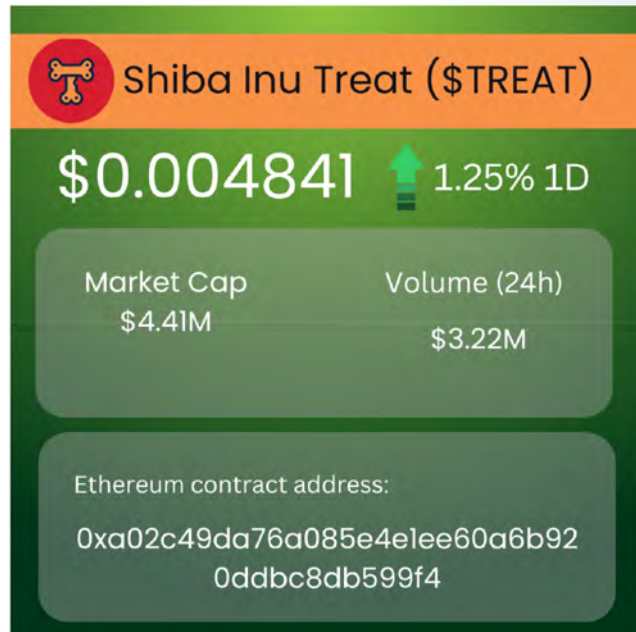 Shiba Inu Treat ($TREAT)
$0.004841 1.25% 1D
Market Cap Volume (24h)
$4.41M $3.22M
Ethereum contract address:
0xa02c49da76a085e4e1ee60a6b92
0ddbc8db599f4